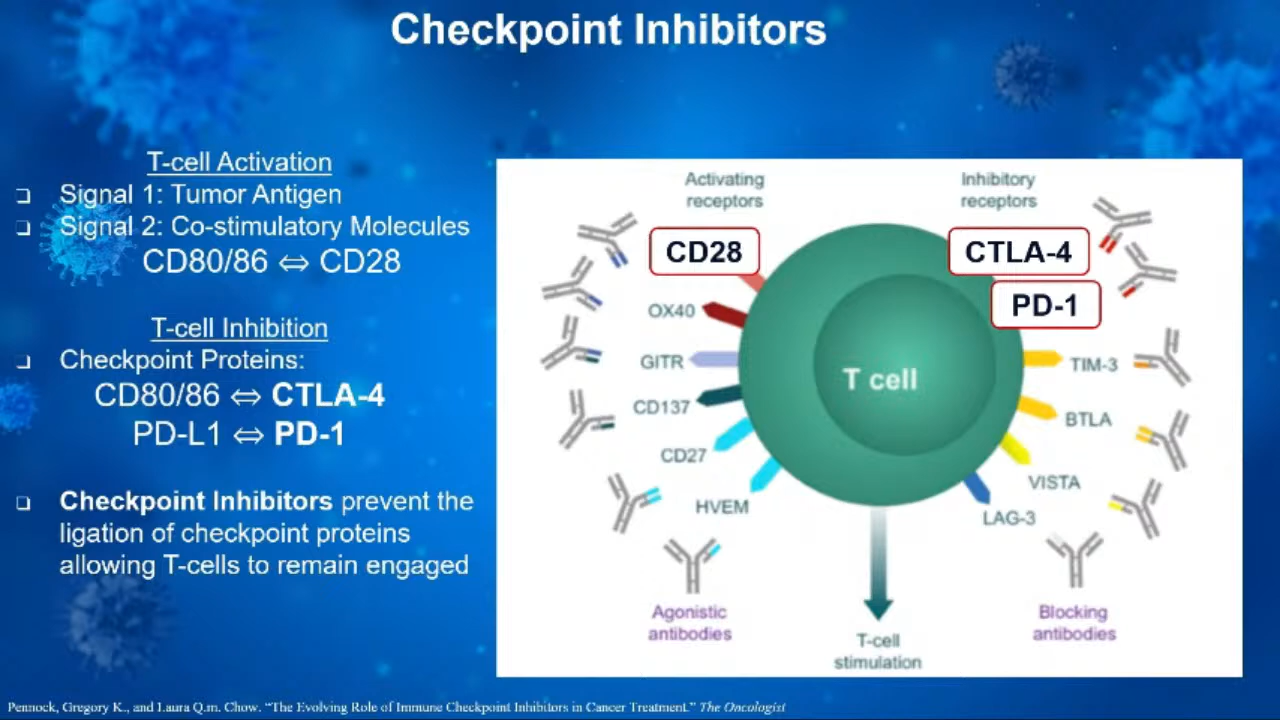 Checkpoint Inhibitors
T-cell Activation
❑ Signal 1: Tumor Antigen
❑ Signal 2: Co-stimulatory Molecules
CD80/86 ⇔ CD28
T-cell Inhibition
❑ Checkpoint Proteins:
CD80/86 ⇔ CTLA-4
PD-L1 ⇔ PD-1
❑ Checkpoint Inhibitors prevent the
ligation of checkpoint proteins
allowing T-cells to remain engaged
Activating
receptors
CD28
OX40
GITR
CD137
CD27
HVEM
Agonistic
antibodies
T cell
T-cell
stimulation
Inhibitory
receptors
CTLA-4
PD-1
TIM-3
BTLA
VISTA
LAG-3
Blocking
antibodies
Pennock, Gregory K., and Laura Q.m. Chow. “The Evolving Role of Immune Checkpoint Inhibitors in Cancer Treatment.” The Oncologist